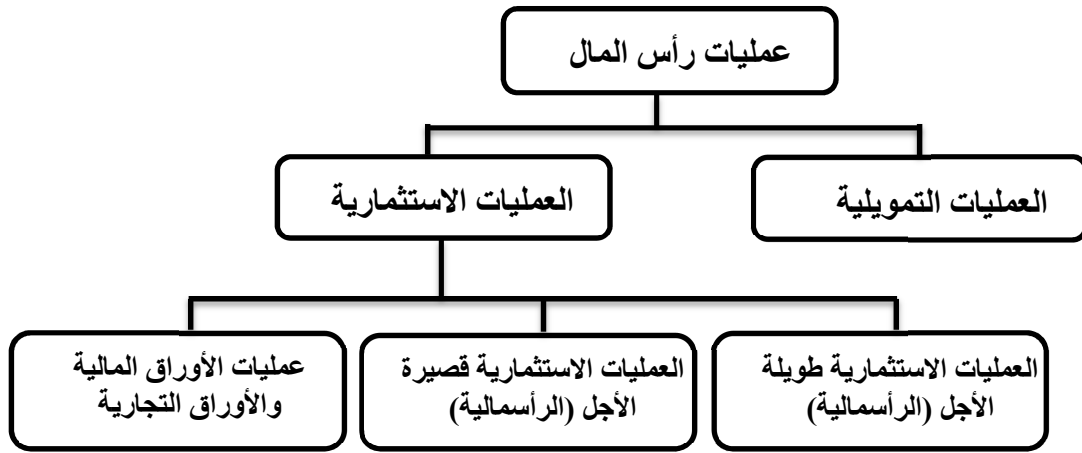 عمليات رأس المال
العمليات التمويلية
العمليات الاستثمارية
العمليات الاستثمارية طويلة
الأجل (الرأسمالية)
العمليات الاستثمارية قصيرة
الأجل (الرأسمالية)
عمليات الأوراق المالية
والأوراق التجارية